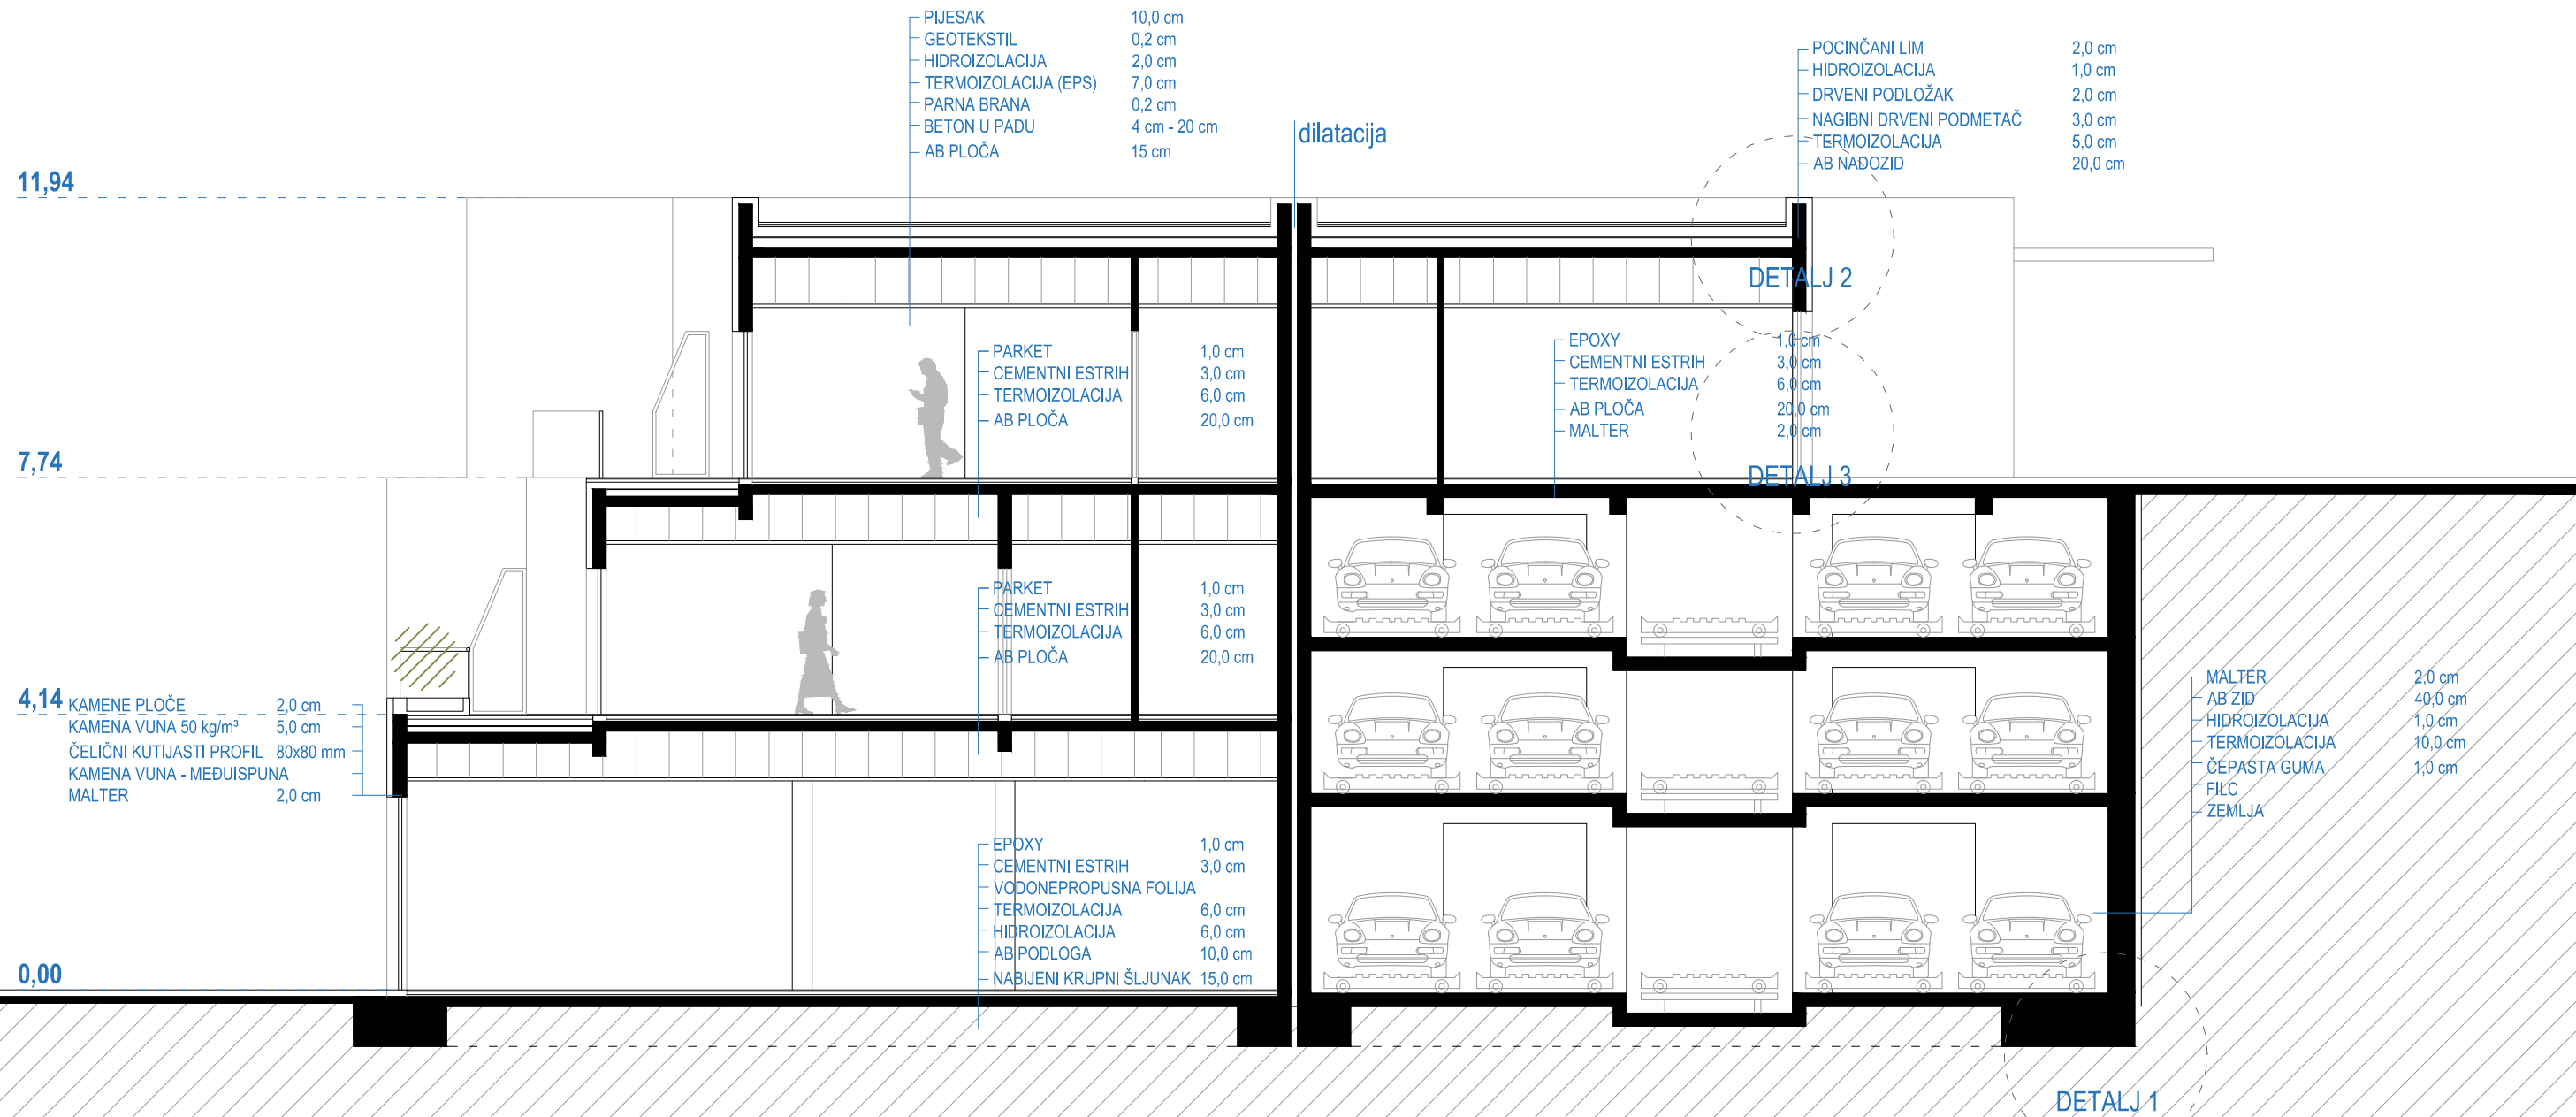 PIJESAK 10,0 cm
GEOTEKSTIL 0,2 cm
HIDROIZOLACIJA 2,0 cm
TERMOIZOLACIJA (EPS) 7,0 cm
PARNA BRANA 0,2 cm
BETON U PADU 4 cm - 20 cm
AB PLOČA 15 cm
dilatacija
POCINČANI LIM 2,0 cm
HIDROIZOLACIJA 1,0 cm
DRVENI PODLOŽAK 2,0 cm
NAGIBNI DRVENI PODMETAČ 3,0 cm
TERMOIZOLACIJA 5,0 cm
AB NADOZID 20,0 cm
11,94
DETALJ 2
PARKET 1,0 cm
CEMENTNI ESTRIH 3,0 cm
TERMOIZOLACIJA 6,0 cm
AB PLOČA 20,0 cm
EPOXY 1,0 cm
CEMENTNI ESTRIH 3,0 cm
TERMOIZOLACIJA 6,0 cm
AB PLOČA 20,0 cm
MALTER 2,0 cm
7,74
DETALJ 3
PARKET 1,0 cm
CEMENTNI ESTRIH 3,0 cm
TERMOIZOLACIJA 6,0 cm
AB PLOČA 20,0 cm
4,14
KAMENE PLOČE 2,0 cm
KAMENA VUNA 50 kg/m³ 5,0 cm
ČELIČNI KUTIJASTI PROFIL 80x80 mm
KAMENA VUNA - MEĐUISPUNA
MALTER 2,0 cm
MALTER 2,0 cm
AB ZID 40,0 cm
HIDROIZOLACIJA 1,0 cm
TERMOIZOLACIJA 10,0 cm
ČEPASTA GUMA 1,0 cm
FILC
ZEMLJA
EPOXY 1,0 cm
CEMENTNI ESTRIH 3,0 cm
VODONEPROPUSNA FOLIJA
TERMOIZOLACIJA 6,0 cm
HIDROIZOLACIJA 6,0 cm
AB PODLOGA 10,0 cm
NABIJENI KRUPNI ŠLJUNAK 15,0 cm
0,00
DETALJ 1